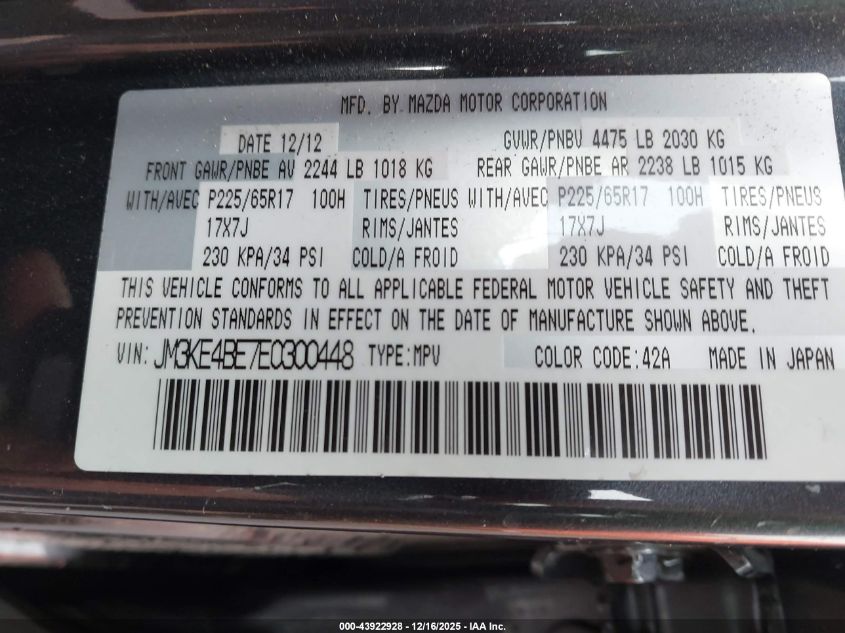 MFD. BY MAZDA MOTOR CORPORATION
DATE 12/12 GVWR/PNBV 4475 LB 2030 KG
FRONT GAWR/PNBE AV 2244 LB 1018 KG REAR GAWR/PNBE AR 2238 LB 1015 KG
WITH/AVEC P225/65R17 100H TIRES/PNEUS WITH/AVEC P225/65R17 100H TIRES/PNEUS
17X7J RIMS/JANTES 17X7J RIMS/JANTES
230 KPA/34 PSI COLD/A FROID 230 KPA/34 PSI COLD/A FROID
THIS VEHICLE CONFORMS TO ALL APPLICABLE FEDERAL MOTOR VEHICLE SAFETY AND THEFT
PREVENTION STANDARDS IN EFFECT ON THE DATE OF MANUFACTURE SHOWN ABOVE.
VIN: JM3KE4BE7E0300448 TYPE:MPV COLOR CODE:42A MADE IN JAPAN
000-43922928 - 12/16/2025 - IAA Inc.